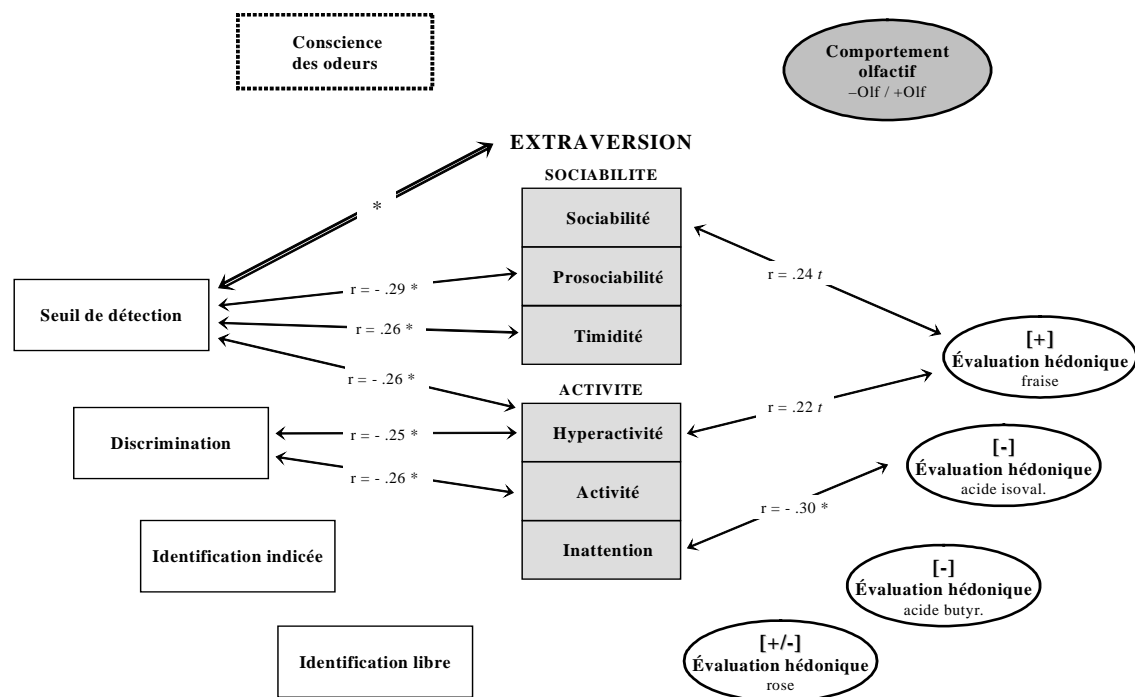 Conscience
des odeurs
Comportement
olfactif
–Olf / +Olf
EXTRAVERSION
SOCIABILITE
Sociabilité
Prosociabilité
Timidité
ACTIVITE
Hyperactivité
Activité
Inattention
Seuil de détection
Discrimination
Identification indicée
Identification libre
*
r = - .29 *
r = .26 *
r = - .26 *
r = - .25 *
r = - .26 *
r = .24 t
r = .22 t
r = - .30 *
[+]
Évaluation hédonique
fraise
[-]
Évaluation hédonique
acide isoval.
[-]
Évaluation hédonique
acide butyr.
[+/-]
Évaluation hédonique
rose